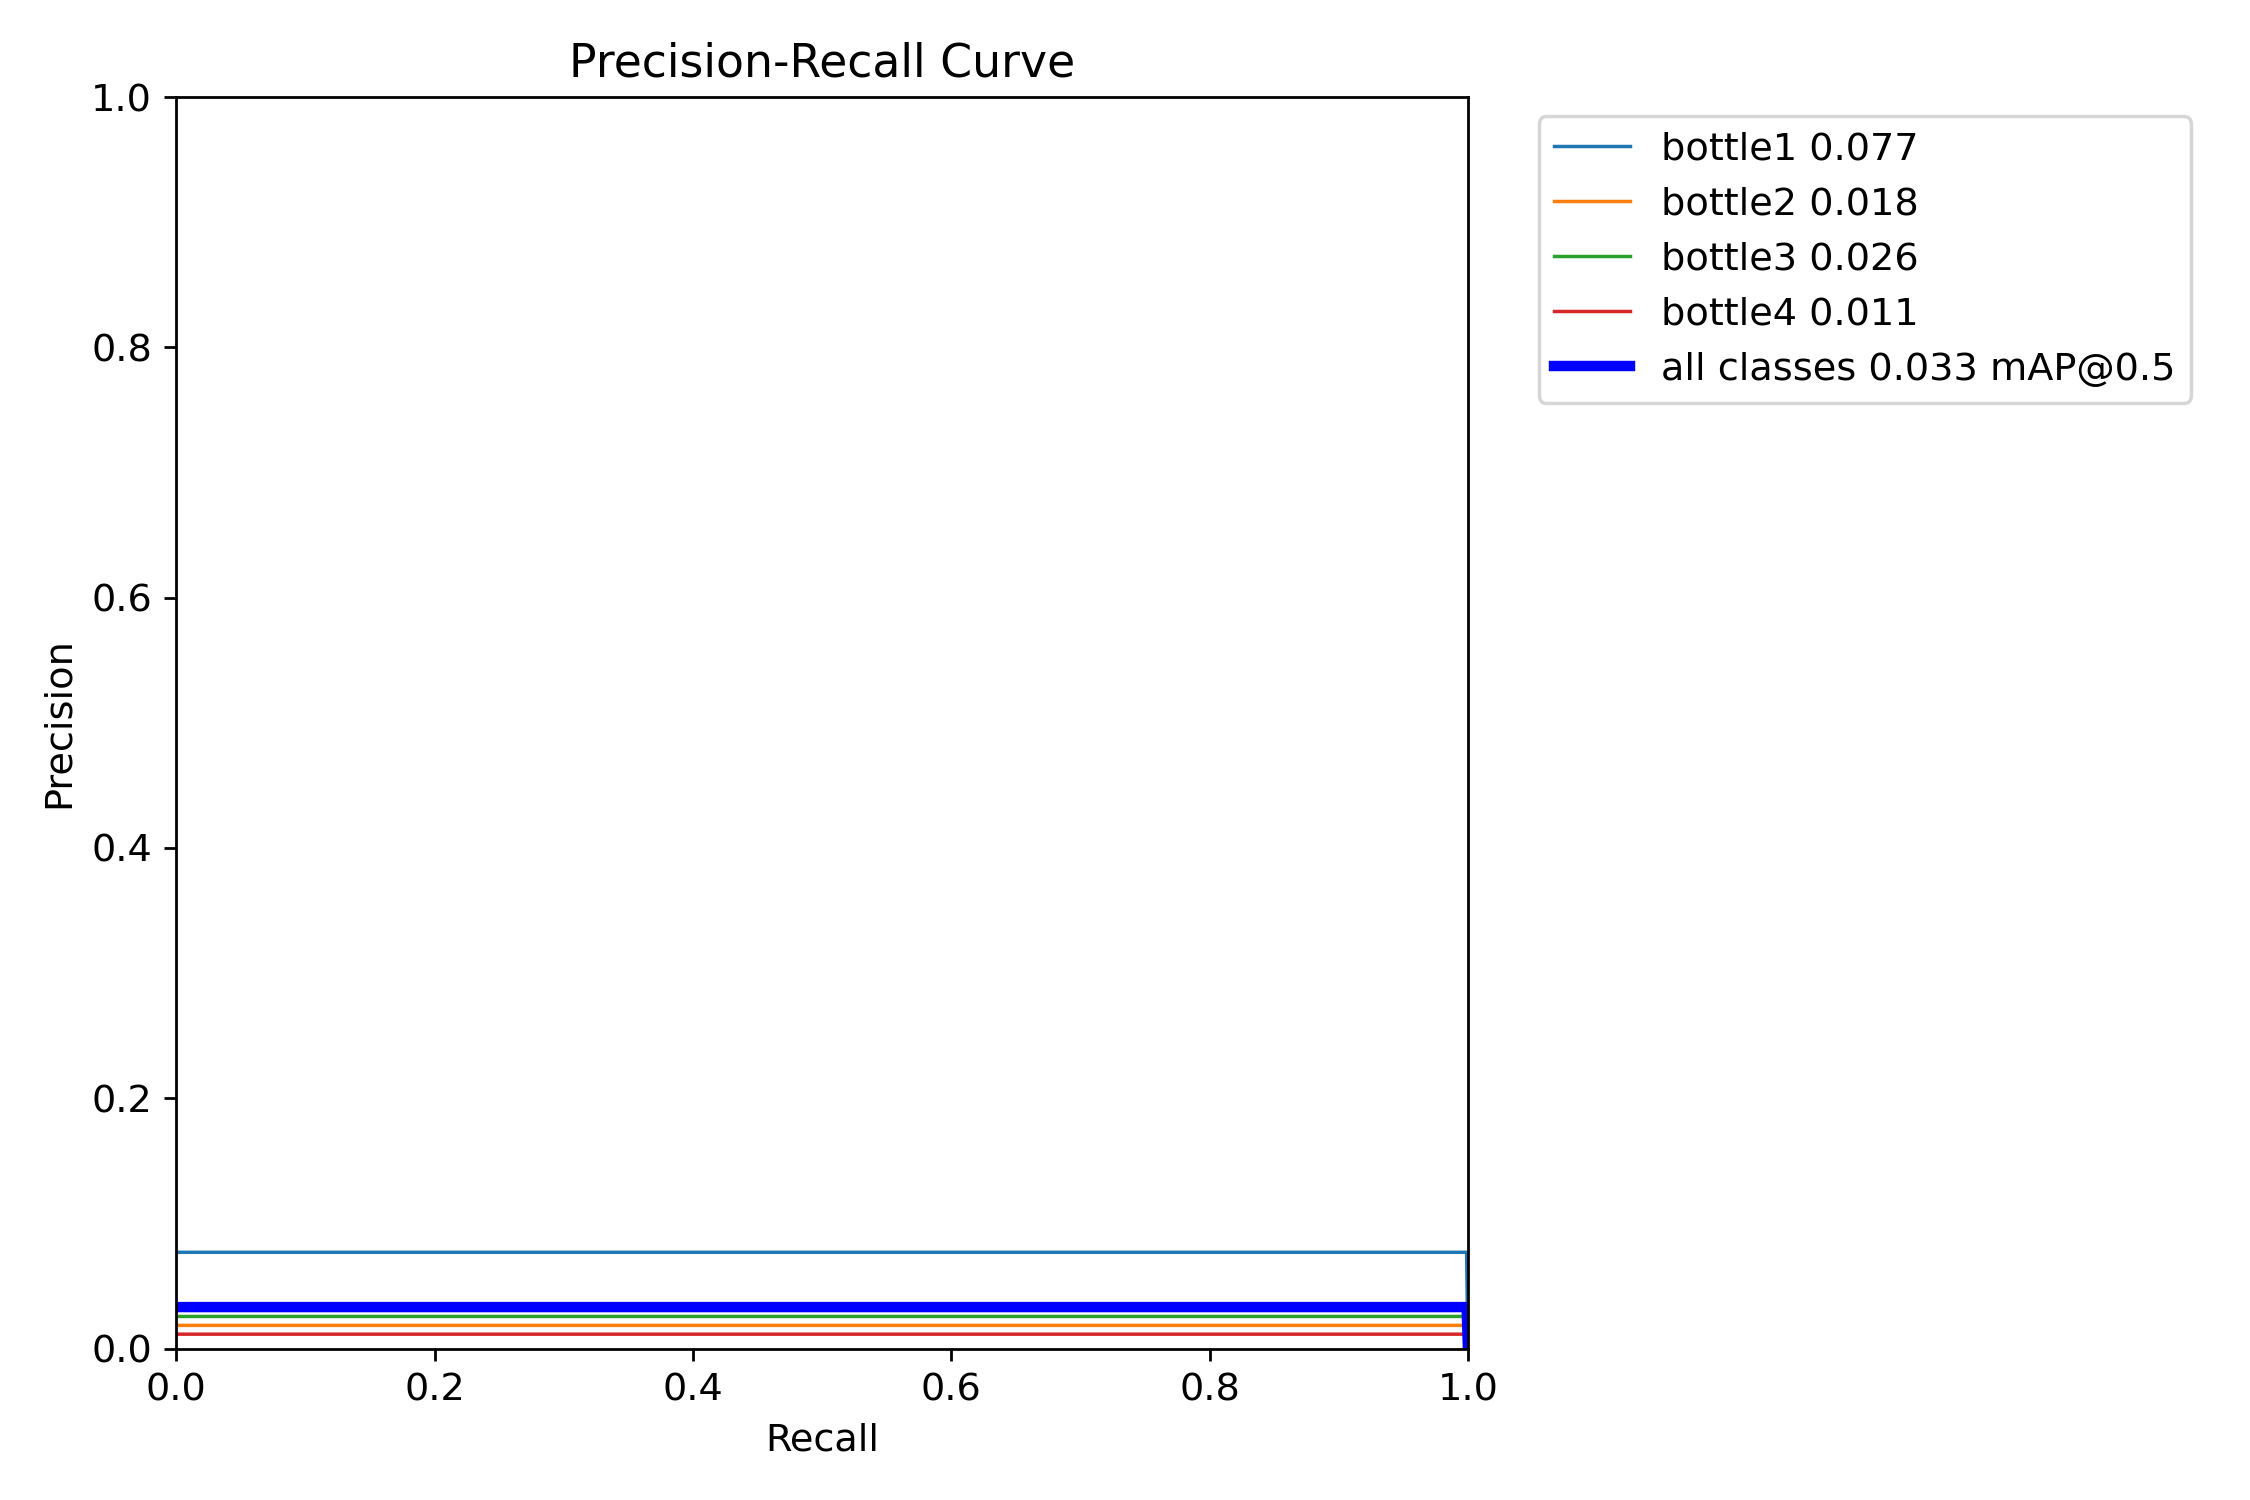 Precision-Recall Curve
1.0
0.8
0.6
0.4
0.2
0.0
Precision
0.0 0.2 0.4 0.6 0.8 1.0
Recall
bottle1 0.077
bottle2 0.018
bottle3 0.026
bottle4 0.011
all classes 0.033 mAP@0.5